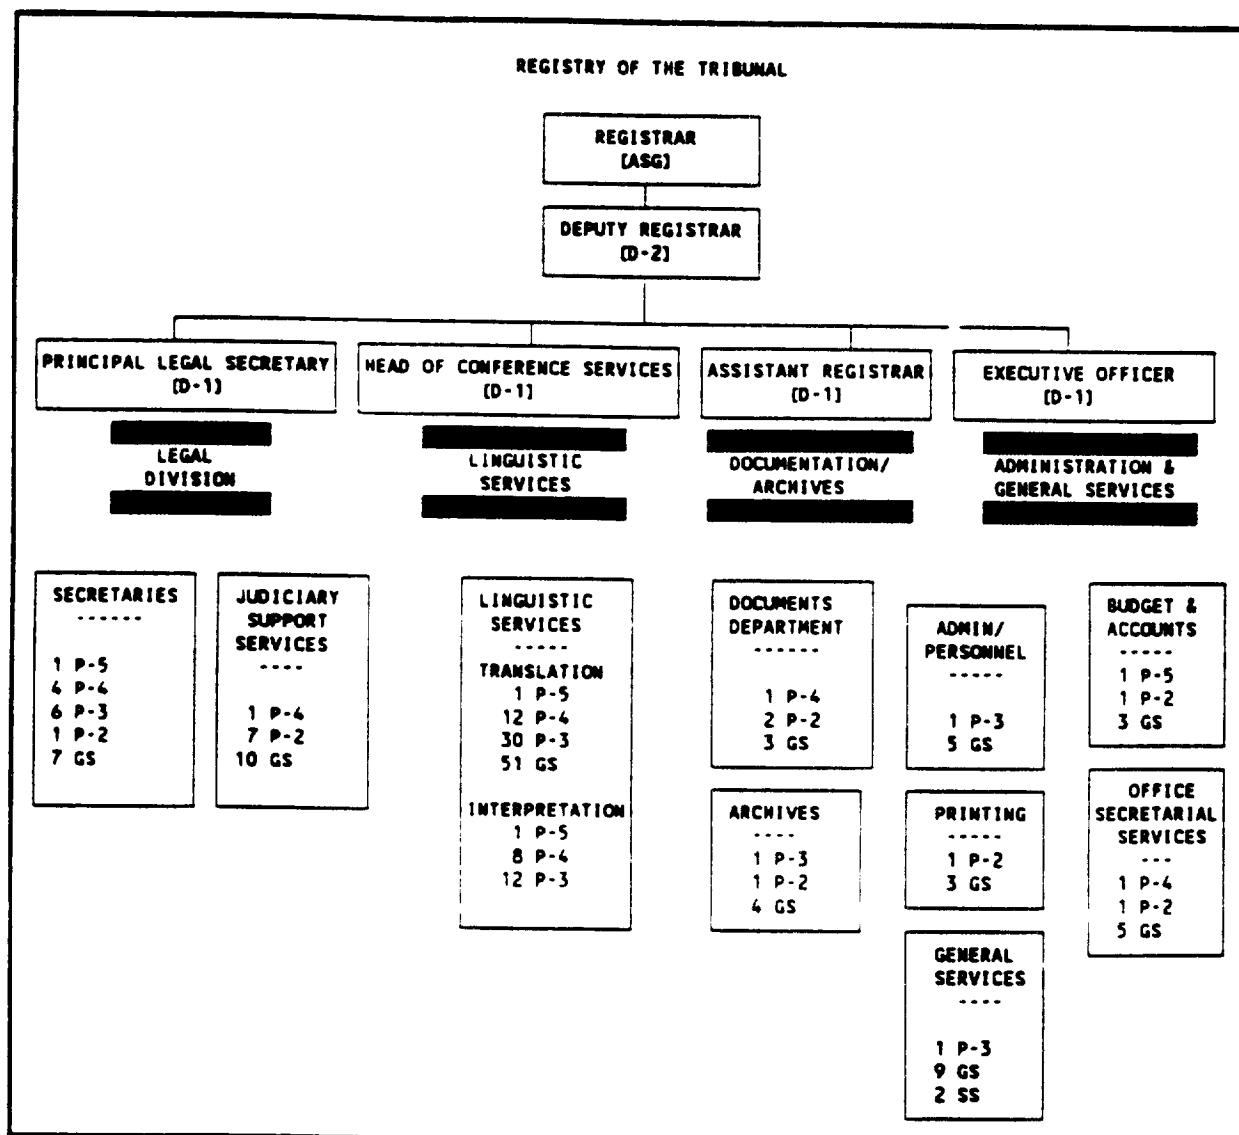 REGISTRY OF THE TRIBUNAL
REGISTRAR
[ASG]
DEPUTY REGISTRAR
[D-2]
PRINCIPAL LEGAL SECRETARY
[D-1]
HEAD OF CONFERENCE SERVICES
[D-1]
ASSISTANT REGISTRAR
[D-1]
EXECUTIVE OFFICER
[D-1]
LEGAL
DIVISION
LINGUISTIC
SERVICES
DOCUMENTATION/
ARCHIVES
ADMINISTRATION &
GENERAL SERVICES
SECRETARIES
------
1 P-5
4 P-4
6 P-3
1 P-2
7 GS
JUDICIARY
SUPPORT
SERVICES
----
1 P-4
7 P-2
10 GS
LINGUISTIC
SERVICES
-----
TRANSLATION
1 P-5
12 P-4
30 P-3
51 GS
INTERPRETATION
1 P-5
8 P-4
12 P-3
DOCUMENTS
DEPARTMENT
------
1 P-4
2 P-2
3 GS
ARCHIVES
----
1 P-3
1 P-2
4 GS
ADMIN/
PERSONNEL
-----
1 P-3
5 GS
PRINTING
-----
1 P-2
3 GS
GENERAL
SERVICES
----
1 P-3
9 GS
2 SS
BUDGET &
ACCOUNTS
-----
1 P-5
1 P-2
3 GS
OFFICE
SECRETARIAL
SERVICES
---
1 P-4
1 P-2
5 GS